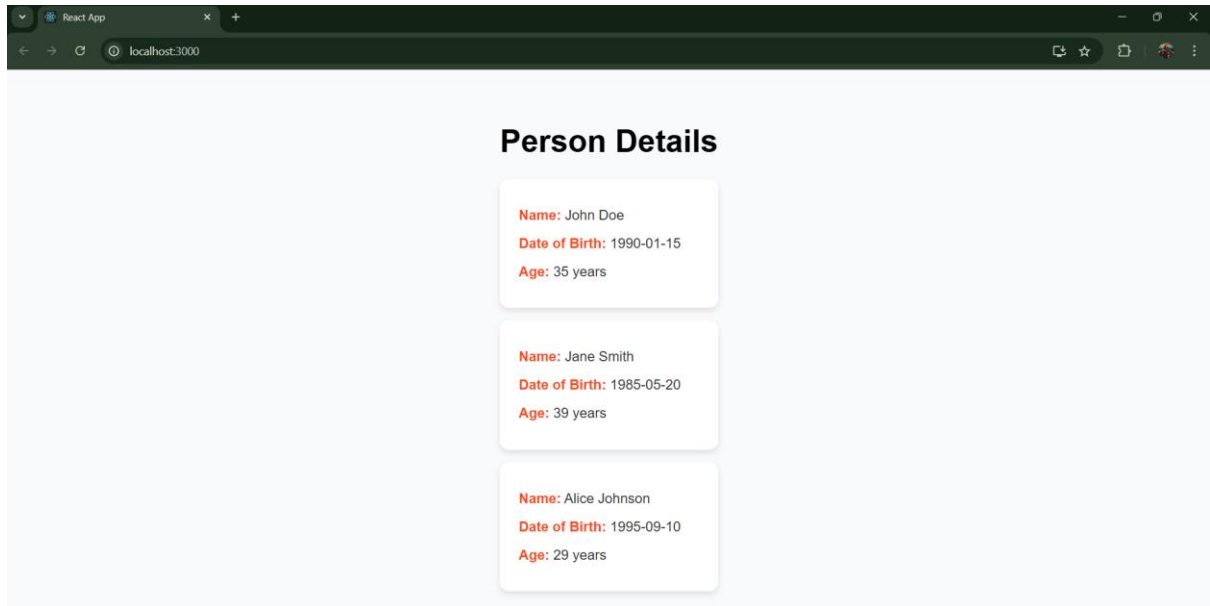 React App
localhost:3000
Person Details
Name: John Doe
Date of Birth: 1990-01-15
Age: 35 years
Name: Jane Smith
Date of Birth: 1985-05-20
Age: 39 years
Name: Alice Johnson
Date of Birth: 1995-09-10
Age: 29 years